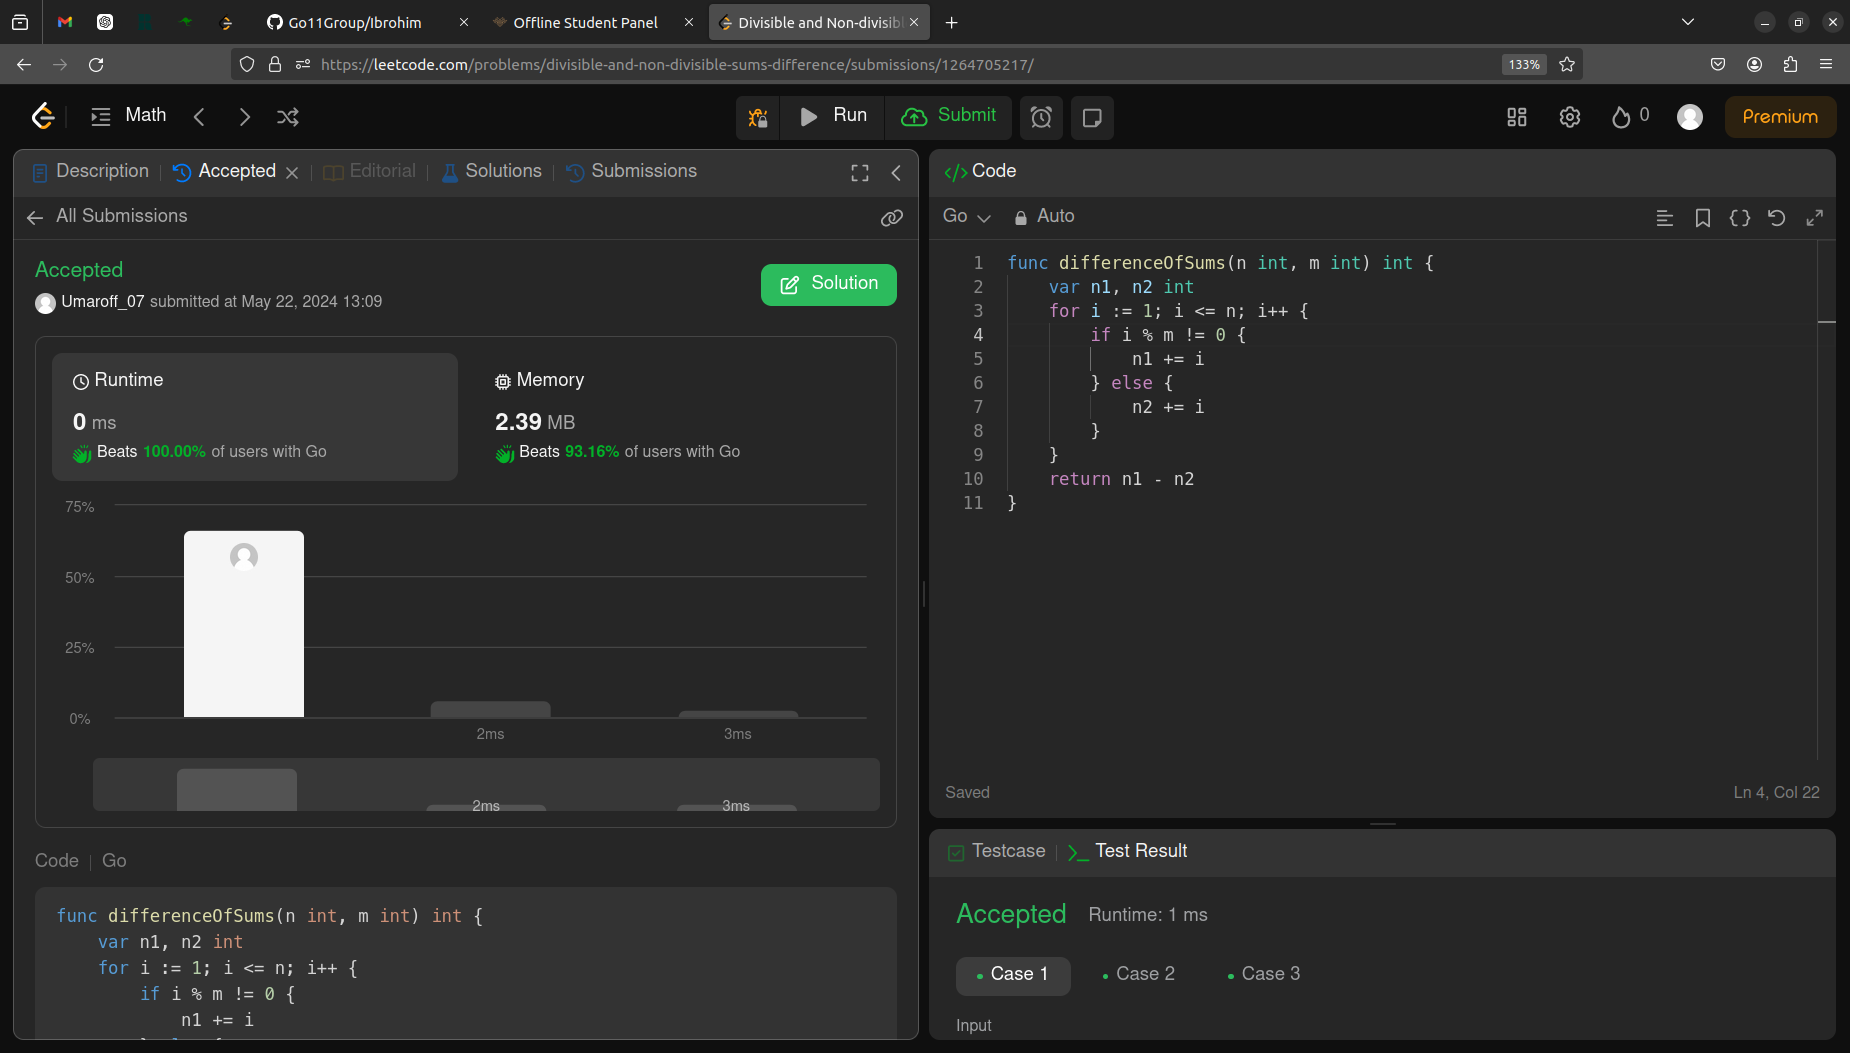 Go11Group/Ibrohim
Offline Student Panel
Divisible and Non-divisibl
https://leetcode.com/problems/divisible-and-non-divisible-sums-difference/submissions/1264705217/
133%
Math
Run
Submit
0
Premium
Description
Accepted
Editorial
Solutions
Submissions
All Submissions
Accepted
Umaroff_07 submitted at May 22, 2024 13:09
Solution
Runtime
0 ms
Beats 100.00% of users with Go
Memory
2.39 MB
Beats 93.16% of users with Go
75%
50%
25%
0%
2ms
3ms
2ms
3ms
Code
Go
func differenceOfSums(n int, m int) int {
    var n1, n2 int
    for i := 1; i <= n; i++ {
        if i % m != 0 {
            n1 += i
</> Code
Go
Auto
1 func differenceOfSums(n int, m int) int {
2     var n1, n2 int
3     for i := 1; i <= n; i++ {
4         if i % m != 0 {
5             n1 += i
6         } else {
7             n2 += i
8         }
9     }
10     return n1 - n2
11 }
Saved
Ln 4, Col 22
Testcase
Test Result
Accepted
Runtime: 1 ms
Case 1
Case 2
Case 3
Input